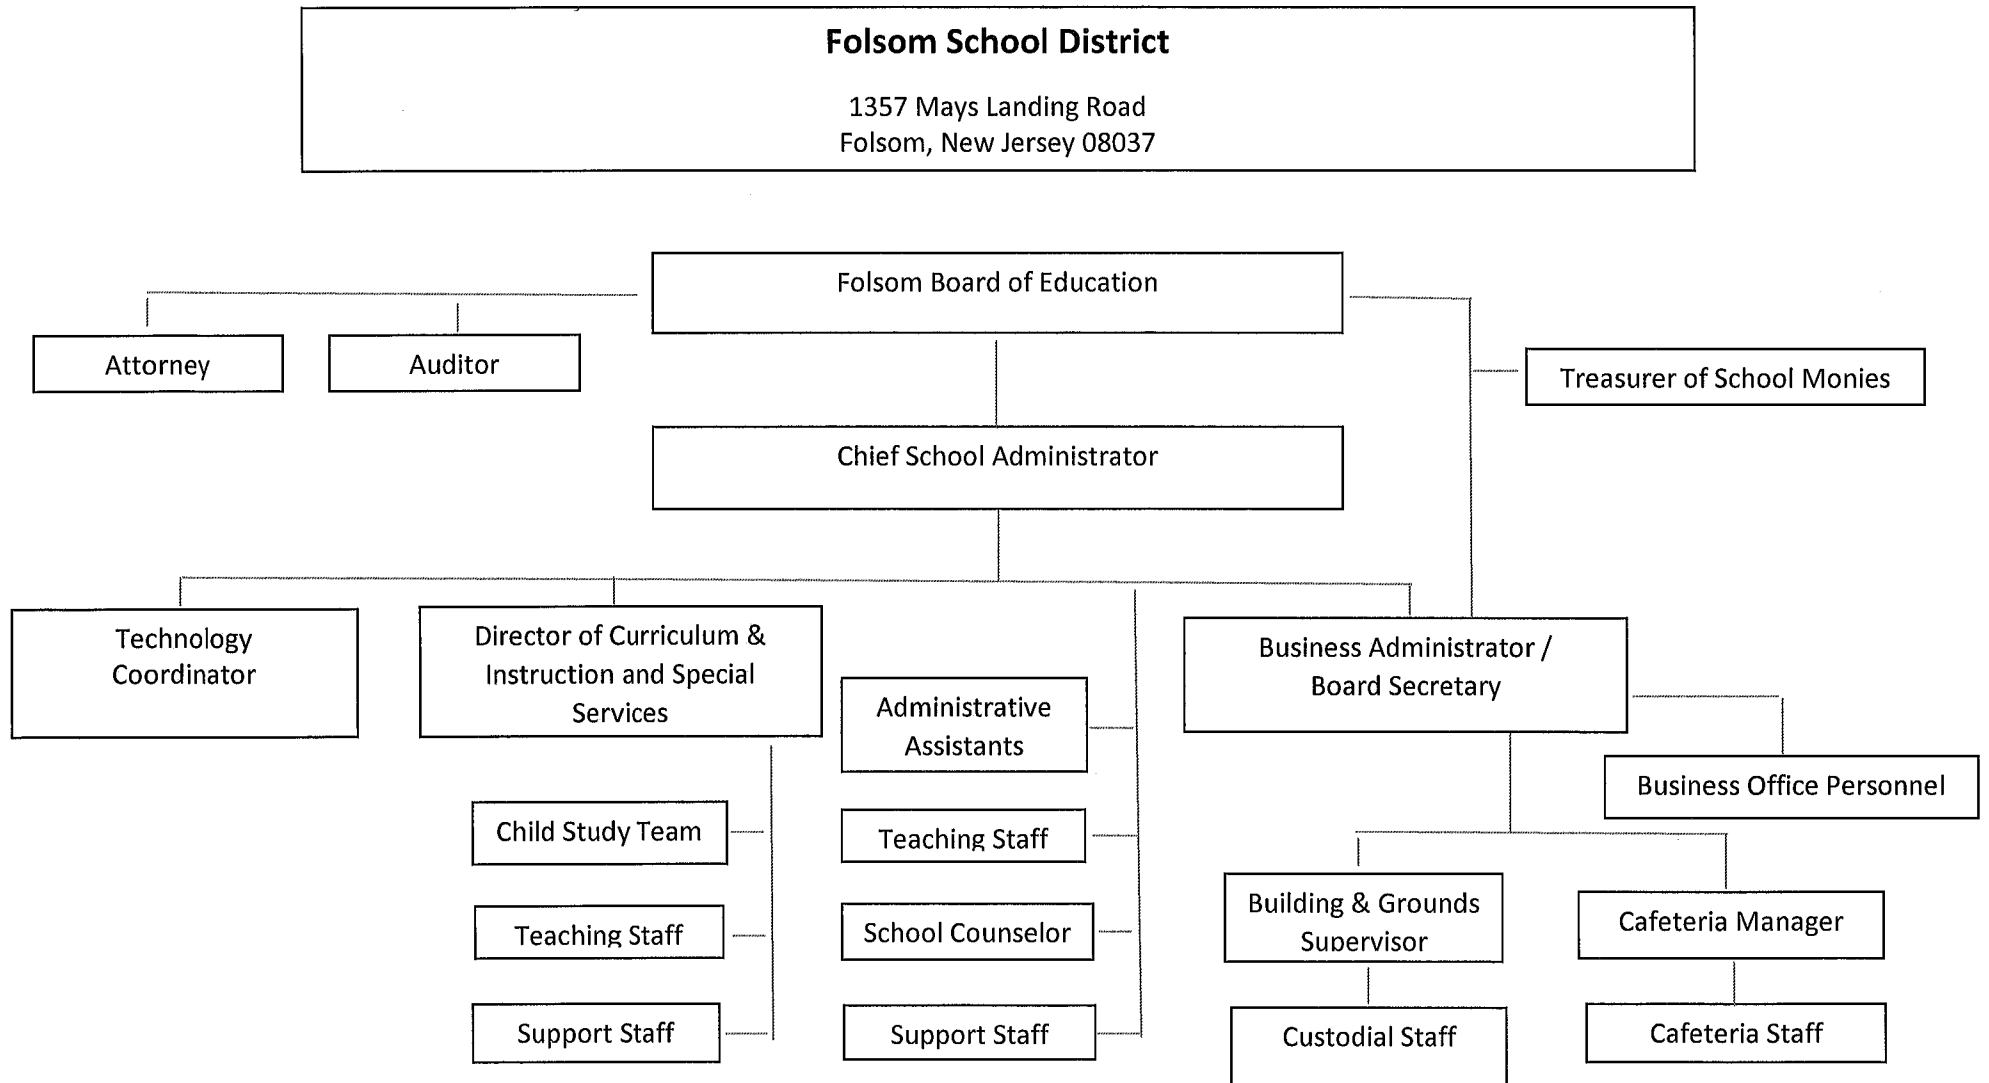 Folsom School District
1357 Mays Landing Road
Folsom, New Jersey 08037
Folsom Board of Education
Attorney
Auditor
Treasurer of School Monies
Chief School Administrator
Technology
Coordinator
Director of Curriculum &
Instruction and Special
Services
Administrative
Assistants
Business Administrator /
Board Secretary
Business Office Personnel
Child Study Team
Teaching Staff
Support Staff
Teaching Staff
School Counselor
Support Staff
Building & Grounds
Supervisor
Custodial Staff
Cafeteria Manager
Cafeteria Staff